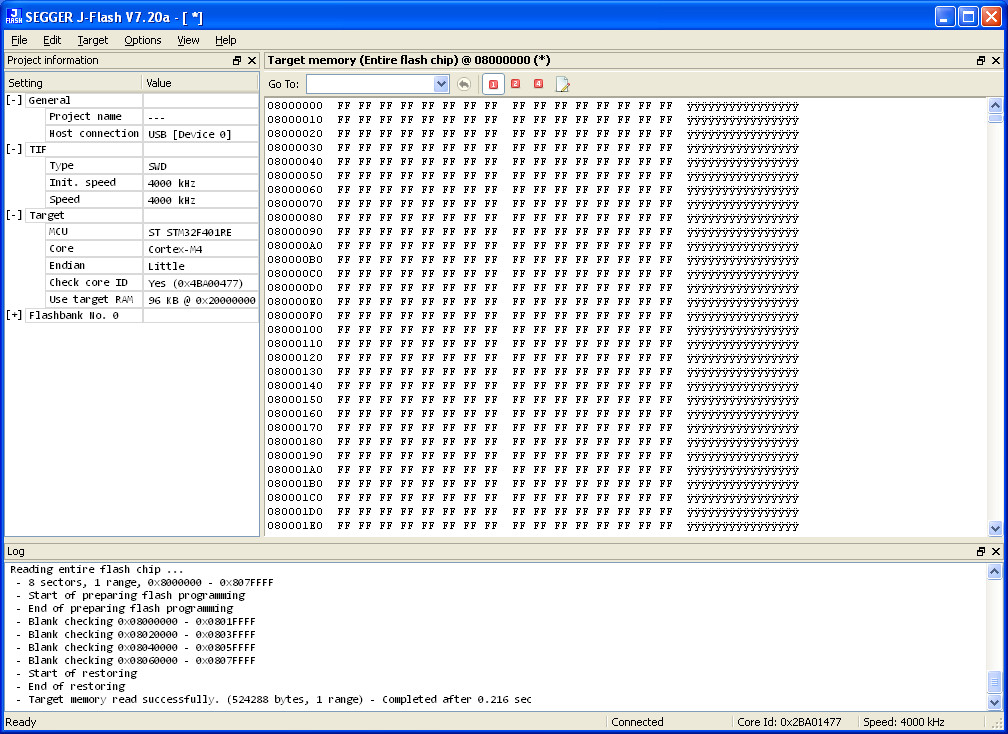 SEGGER J-Flash V7.20a - [ *]
File Edit Target Options View Help
Project information
Setting Value
[-] General
Project name ---
Host connection USB [Device 0]
[-] TIF
Type SWD
Init. speed 4000 kHz
Speed 4000 kHz
[-] Target
MCU ST STM32F401RE
Core Cortex-M4
Endian Little
Check core ID Yes (0x4BA00477)
Use target RAM 96 KB @ 0x20000000
[+] Flashbank No. 0
Target memory (Entire flash chip) @ 08000000 (*)
Go To: 1 2 4
08000000 FF FF FF FF FF FF FF FF FF FF FF FF FF FF FF FF ÿÿÿÿÿÿÿÿÿÿÿÿÿÿÿÿ
08000010 FF FF FF FF FF FF FF FF FF FF FF FF FF FF FF FF ÿÿÿÿÿÿÿÿÿÿÿÿÿÿÿÿ
08000020 FF FF FF FF FF FF FF FF FF FF FF FF FF FF FF FF ÿÿÿÿÿÿÿÿÿÿÿÿÿÿÿÿ
08000030 FF FF FF FF FF FF FF FF FF FF FF FF FF FF FF FF ÿÿÿÿÿÿÿÿÿÿÿÿÿÿÿÿ
08000040 FF FF FF FF FF FF FF FF FF FF FF FF FF FF FF FF ÿÿÿÿÿÿÿÿÿÿÿÿÿÿÿÿ
08000050 FF FF FF FF FF FF FF FF FF FF FF FF FF FF FF FF ÿÿÿÿÿÿÿÿÿÿÿÿÿÿÿÿ
08000060 FF FF FF FF FF FF FF FF FF FF FF FF FF FF FF FF ÿÿÿÿÿÿÿÿÿÿÿÿÿÿÿÿ
08000070 FF FF FF FF FF FF FF FF FF FF FF FF FF FF FF FF ÿÿÿÿÿÿÿÿÿÿÿÿÿÿÿÿ
08000080 FF FF FF FF FF FF FF FF FF FF FF FF FF FF FF FF ÿÿÿÿÿÿÿÿÿÿÿÿÿÿÿÿ
08000090 FF FF FF FF FF FF FF FF FF FF FF FF FF FF FF FF ÿÿÿÿÿÿÿÿÿÿÿÿÿÿÿÿ
080000A0 FF FF FF FF FF FF FF FF FF FF FF FF FF FF FF FF ÿÿÿÿÿÿÿÿÿÿÿÿÿÿÿÿ
080000B0 FF FF FF FF FF FF FF FF FF FF FF FF FF FF FF FF ÿÿÿÿÿÿÿÿÿÿÿÿÿÿÿÿ
080000C0 FF FF FF FF FF FF FF FF FF FF FF FF FF FF FF FF ÿÿÿÿÿÿÿÿÿÿÿÿÿÿÿÿ
080000D0 FF FF FF FF FF FF FF FF FF FF FF FF FF FF FF FF ÿÿÿÿÿÿÿÿÿÿÿÿÿÿÿÿ
080000E0 FF FF FF FF FF FF FF FF FF FF FF FF FF FF FF FF ÿÿÿÿÿÿÿÿÿÿÿÿÿÿÿÿ
080000F0 FF FF FF FF FF FF FF FF FF FF FF FF FF FF FF FF ÿÿÿÿÿÿÿÿÿÿÿÿÿÿÿÿ
08000100 FF FF FF FF FF FF FF FF FF FF FF FF FF FF FF FF ÿÿÿÿÿÿÿÿÿÿÿÿÿÿÿÿ
08000110 FF FF FF FF FF FF FF FF FF FF FF FF FF FF FF FF ÿÿÿÿÿÿÿÿÿÿÿÿÿÿÿÿ
08000120 FF FF FF FF FF FF FF FF FF FF FF FF FF FF FF FF ÿÿÿÿÿÿÿÿÿÿÿÿÿÿÿÿ
08000130 FF FF FF FF FF FF FF FF FF FF FF FF FF FF FF FF ÿÿÿÿÿÿÿÿÿÿÿÿÿÿÿÿ
08000140 FF FF FF FF FF FF FF FF FF FF FF FF FF FF FF FF ÿÿÿÿÿÿÿÿÿÿÿÿÿÿÿÿ
08000150 FF FF FF FF FF FF FF FF FF FF FF FF FF FF FF FF ÿÿÿÿÿÿÿÿÿÿÿÿÿÿÿÿ
08000160 FF FF FF FF FF FF FF FF FF FF FF FF FF FF FF FF ÿÿÿÿÿÿÿÿÿÿÿÿÿÿÿÿ
08000170 FF FF FF FF FF FF FF FF FF FF FF FF FF FF FF FF ÿÿÿÿÿÿÿÿÿÿÿÿÿÿÿÿ
08000180 FF FF FF FF FF FF FF FF FF FF FF FF FF FF FF FF ÿÿÿÿÿÿÿÿÿÿÿÿÿÿÿÿ
08000190 FF FF FF FF FF FF FF FF FF FF FF FF FF FF FF FF ÿÿÿÿÿÿÿÿÿÿÿÿÿÿÿÿ
080001A0 FF FF FF FF FF FF FF FF FF FF FF FF FF FF FF FF ÿÿÿÿÿÿÿÿÿÿÿÿÿÿÿÿ
080001B0 FF FF FF FF FF FF FF FF FF FF FF FF FF FF FF FF ÿÿÿÿÿÿÿÿÿÿÿÿÿÿÿÿ
080001C0 FF FF FF FF FF FF FF FF FF FF FF FF FF FF FF FF ÿÿÿÿÿÿÿÿÿÿÿÿÿÿÿÿ
080001D0 FF FF FF FF FF FF FF FF FF FF FF FF FF FF FF FF ÿÿÿÿÿÿÿÿÿÿÿÿÿÿÿÿ
080001E0 FF FF FF FF FF FF FF FF FF FF FF FF FF FF FF FF ÿÿÿÿÿÿÿÿÿÿÿÿÿÿÿÿ
Log
Reading entire flash chip ...
- 8 sectors, 1 range, 0x8000000 - 0x807FFFF
- Start of preparing flash programming
- End of preparing flash programming
- Blank checking 0x08000000 - 0x0801FFFF
- Blank checking 0x08020000 - 0x0803FFFF
- Blank checking 0x08040000 - 0x0805FFFF
- Blank checking 0x08060000 - 0x0807FFFF
- Start of restoring
- End of restoring
- Target memory read successfully. (524288 bytes, 1 range) - Completed after 0.216 sec
Ready Connected Core Id: 0x2BA01477 Speed: 4000 kHz